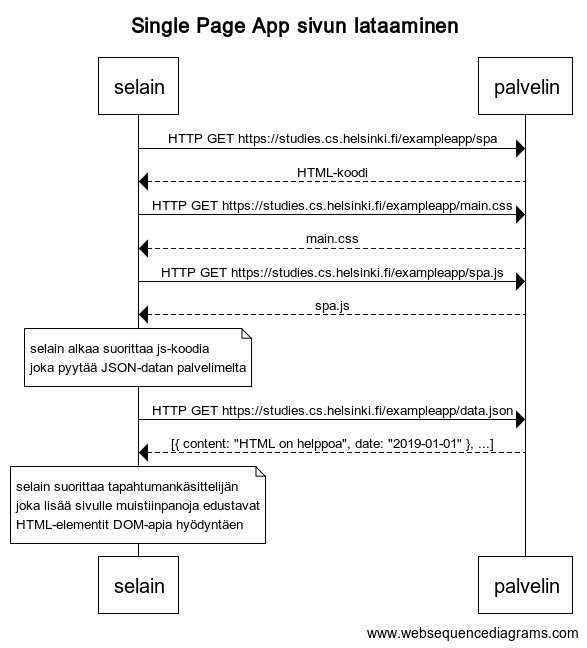 Single Page App sivun lataaminen
selain
palvelin
HTTP GET https://studies.cs.helsinki.fi/exampleapp/spa
HTML-koodi
HTTP GET https://studies.cs.helsinki.fi/exampleapp/main.css
main.css
HTTP GET https://studies.cs.helsinki.fi/exampleapp/spa.js
spa.js
selain alkaa suorittaa js-koodia
joka pyytää JSON-datan palvelimelta
HTTP GET https://studies.cs.helsinki.fi/exampleapp/data.json
[{ content: "HTML on helppoa", date: "2019-01-01" }, ...]
selain suorittaa tapahtumankäsittelijän
joka lisää sivulle muistiinpanoja edustavat
HTML-elementit DOM-apia hyödyntäen
selain
palvelin
www.websequencediagrams.com